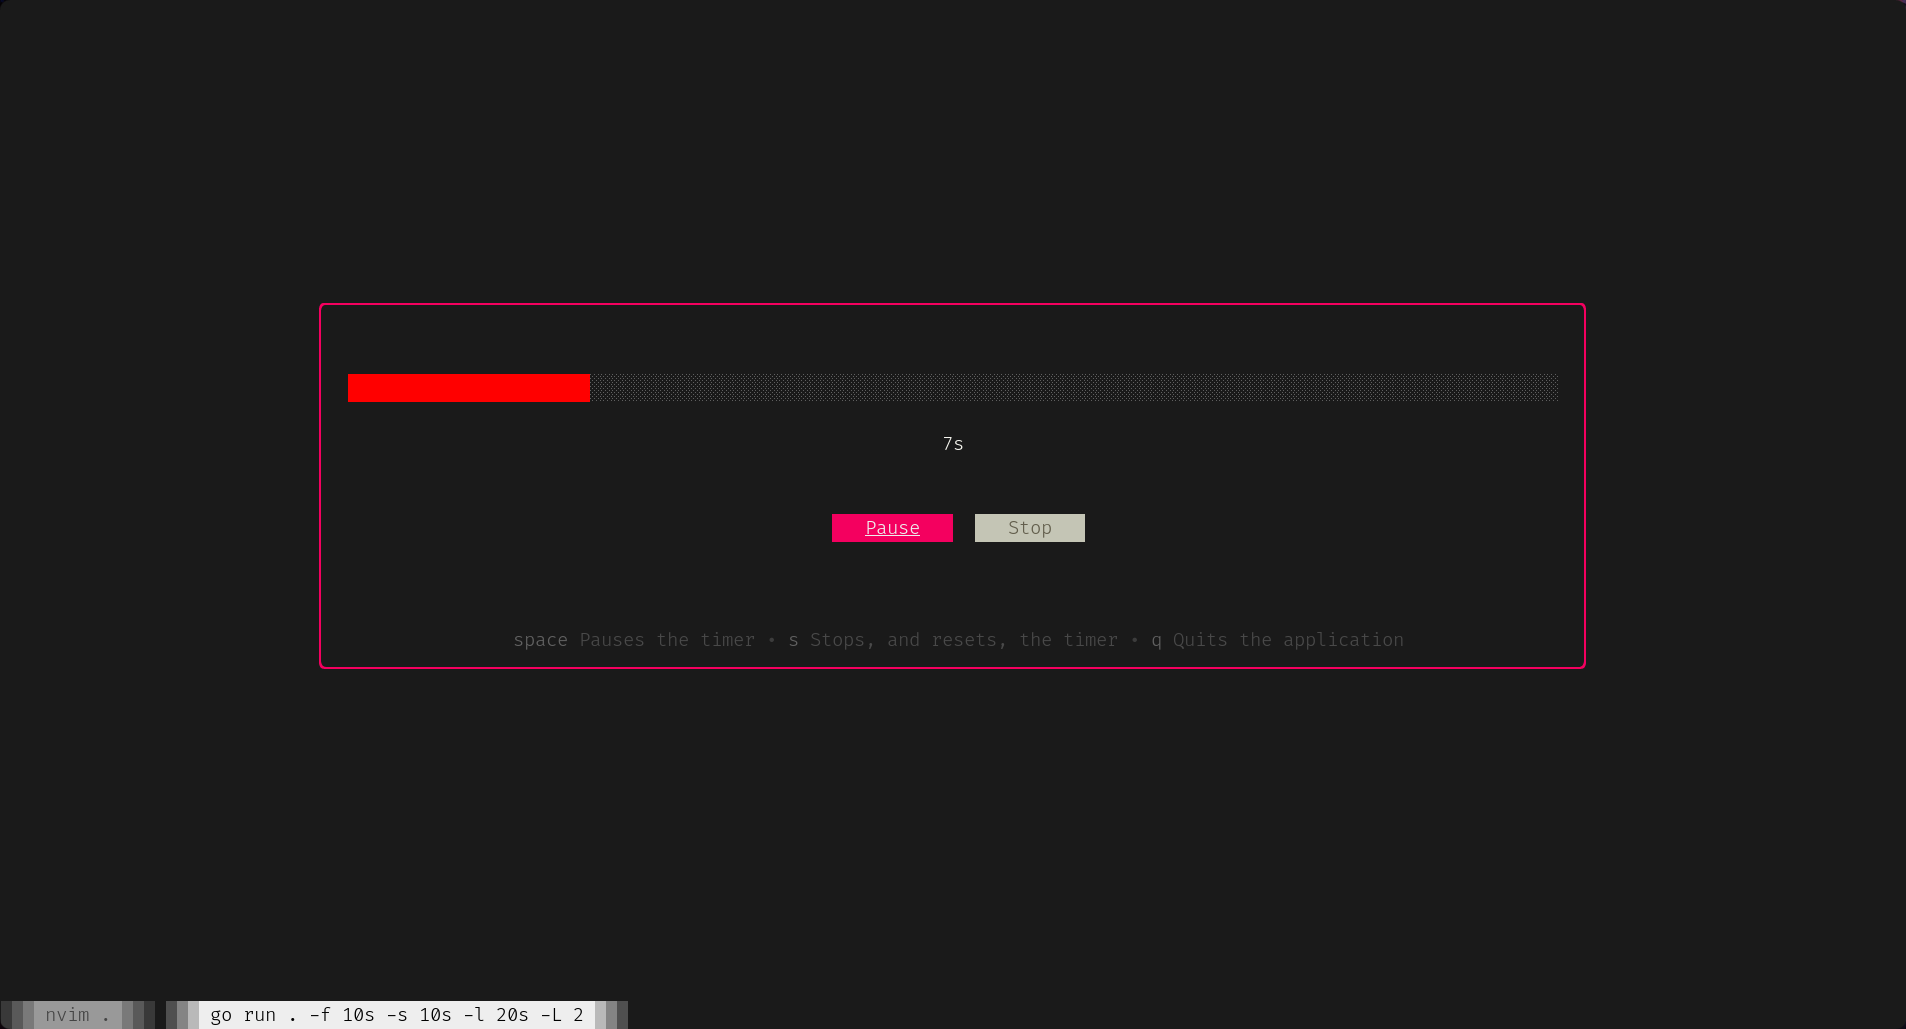 7s
Pause Stop
space Pauses the timer • s Stops, and resets, the timer • q Quits the application
nvim . go run . -f 10s -s 10s -l 20s -L 2